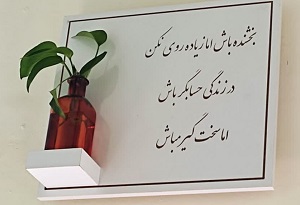 بخشنده باش اما زیاده روی نکن
در زندگی حسابگر باش
اما سخت گیر مباش